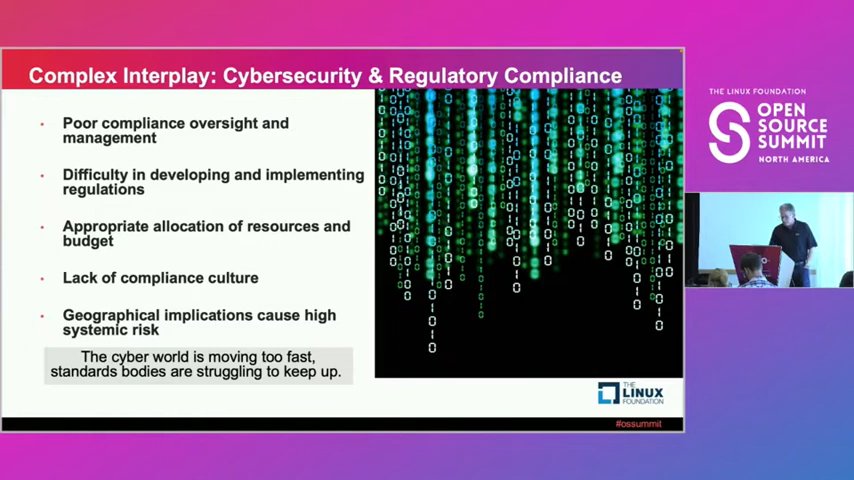 Complex Interplay: Cybersecurity & Regulatory Compliance
• Poor compliance oversight and
management
• Difficulty in developing and implementing
regulations
• Appropriate allocation of resources and
budget
• Lack of compliance culture
• Geographical implications cause high
systemic risk
The cyber world is moving too fast,
standards bodies are struggling to keep up.
THE
LINUX
FOUNDATION
#ossummit
THE LINUX FOUNDATION
OPEN
SOURCE
SUMMIT
NORTH AMERICA